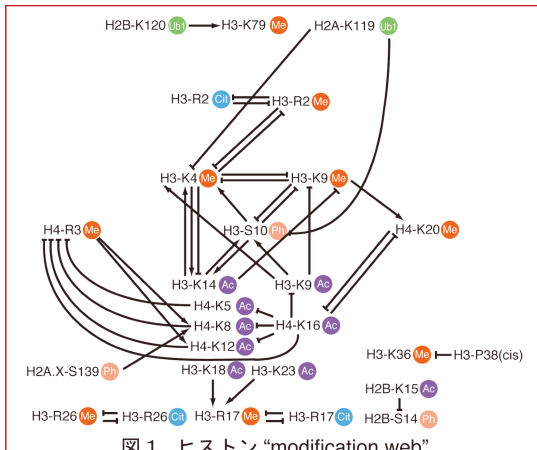 H2B-K120 Ub1 H3-K79 Me H2A-K119 Ub1
H3-R2 Cit H3-R2 Me
H3-K4 Me H3-K9 Me
H4-R3 Me H3-S10 Ph H4-K20 Me
H3-K14 Ac H3-K9 Ac
H4-K5 Ac
H4-K8 Ac H4-K16 Ac
H4-K12 Ac
H3-K36 Me H3-P38(cis)
H2A.X-S139 Ph H3-K18 Ac H3-K23 Ac
H2B-K15 Ac
H3-R26 Me H3-R26 Cit H3-R17 Me H3-R17 Cit
H2B-S14 Ph
図1 ヒストン “modification web”